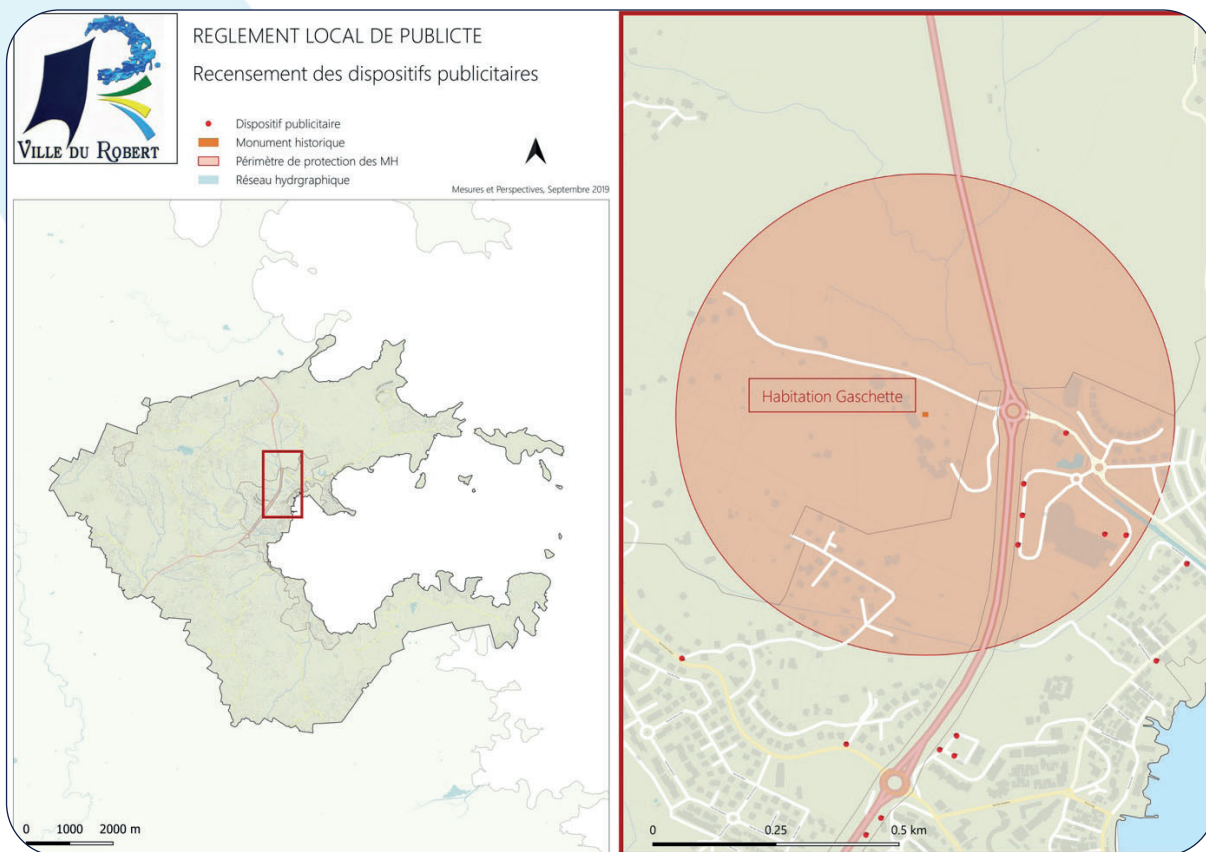 VILLE DU ROBERT
REGLEMENT LOCAL DE PUBLICTE
Recensement des dispositifs publicitaires
Dispositif publicitaire
Monument historique
Périmètre de protection des MH
Réseau hydrgraphique
Mesures et Perspectives, Septembre 2019
0 1000 2000 m
Habitation Gaschette
0 0.25 0.5 km